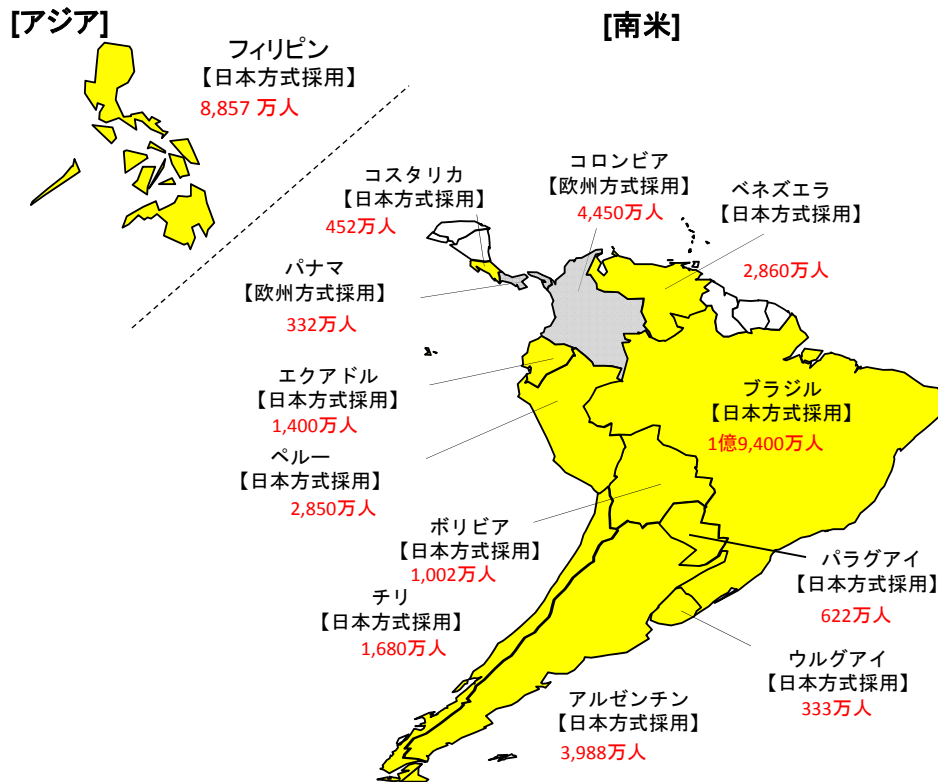 [アジア]
フィリピン
【日本方式採用】
8,857 万人
[南米]
コスタリカ
【日本方式採用】
452万人
コロンビア
【欧州方式採用】
4,450万人
ベネズエラ
【日本方式採用】
2,860万人
パナマ
【欧州方式採用】
332万人
エクアドル
【日本方式採用】
1,400万人
ブラジル
【日本方式採用】
1億9,400万人
ペルー
【日本方式採用】
2,850万人
ボリビア
【日本方式採用】
1,002万人
パラグアイ
【日本方式採用】
622万人
チリ
【日本方式採用】
1,680万人
ウルグアイ
【日本方式採用】
333万人
アルゼンチン
【日本方式採用】
3,988万人